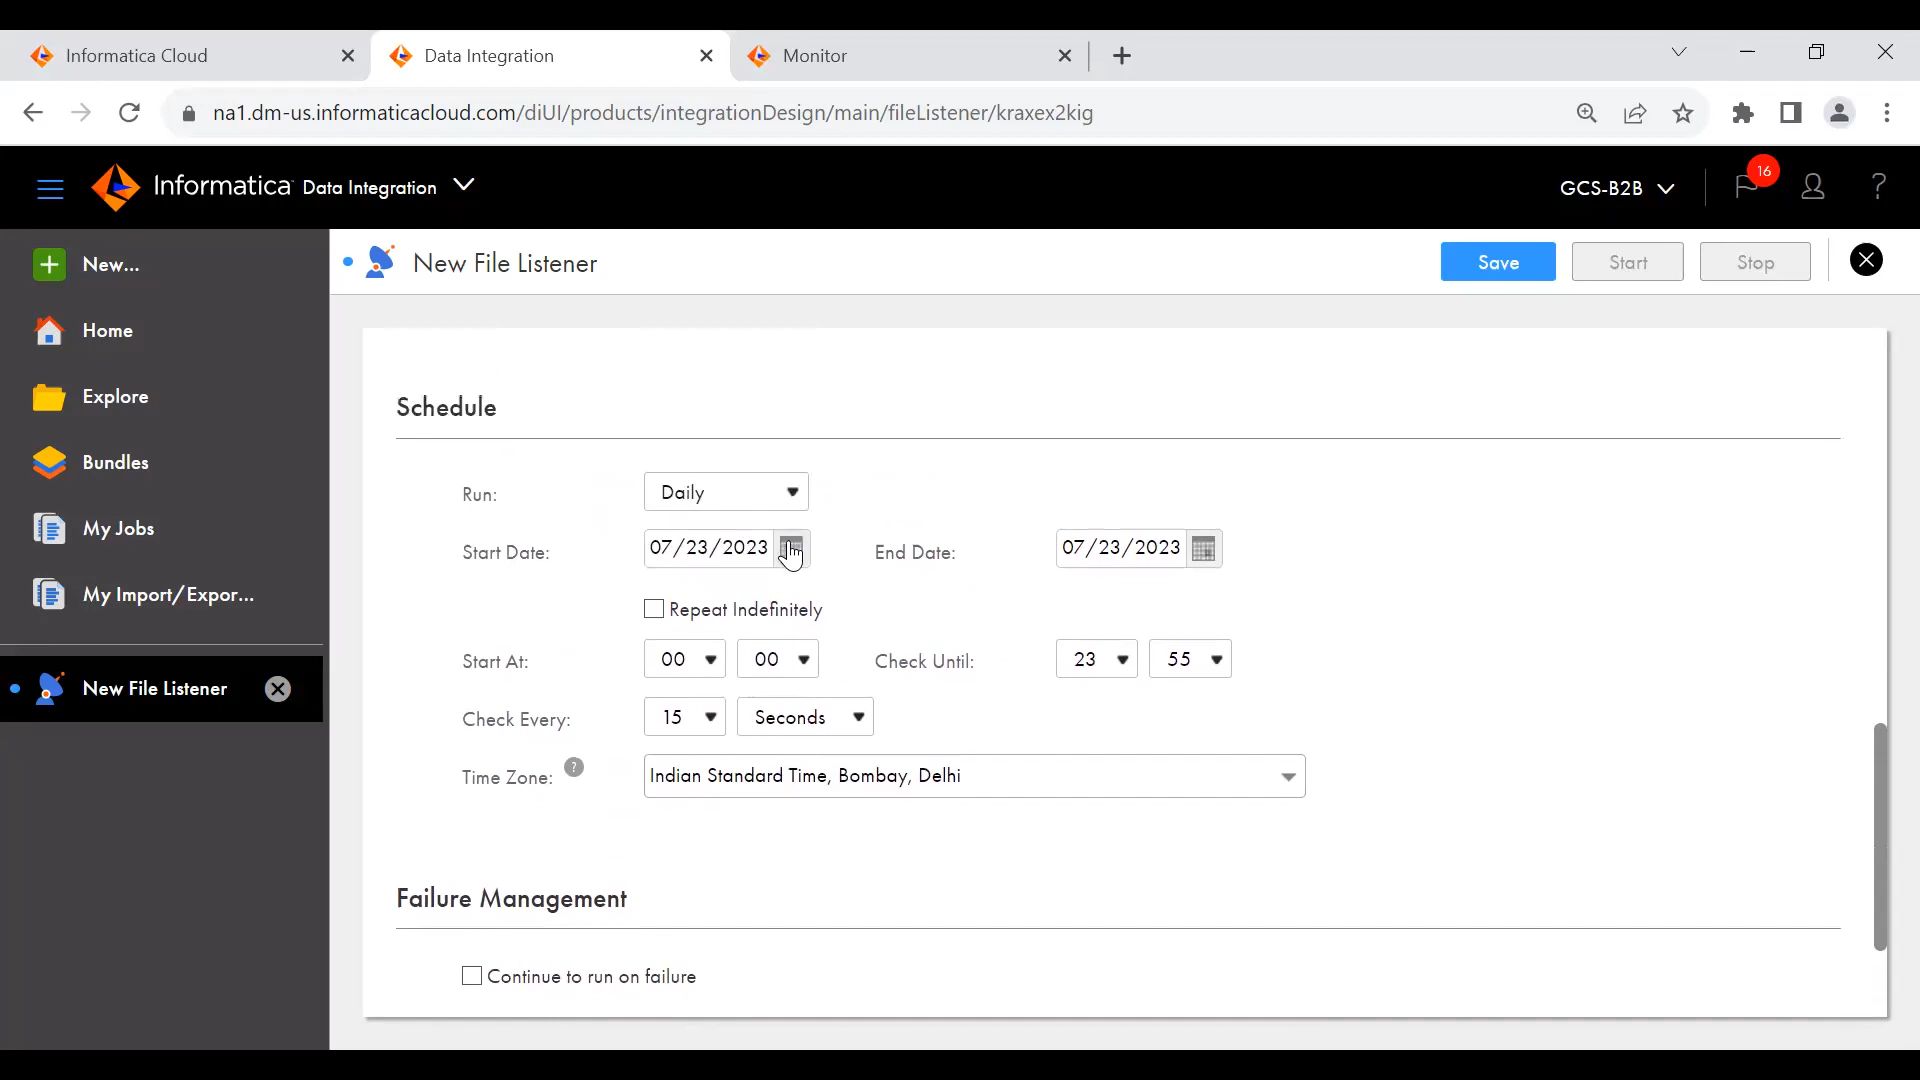 Informatica Cloud
Data Integration
Monitor
na1.dm-us.informaticacloud.com/diUI/products/integrationDesign/main/fileListener/kraxex2kig
Informatica Data Integration
GCS-B2B
16
?
New...
Home
Explore
Bundles
My Jobs
My Import/Expor...
New File Listener
New File Listener
Save
Start
Stop
Schedule
Run:
Daily
Start Date:
07/23/2023
End Date:
07/23/2023
Repeat Indefinitely
Start At:
00
00
Check Until:
23
55
Check Every:
15
Seconds
Time Zone:
?
Indian Standard Time, Bombay, Delhi
Failure Management
Continue to run on failure